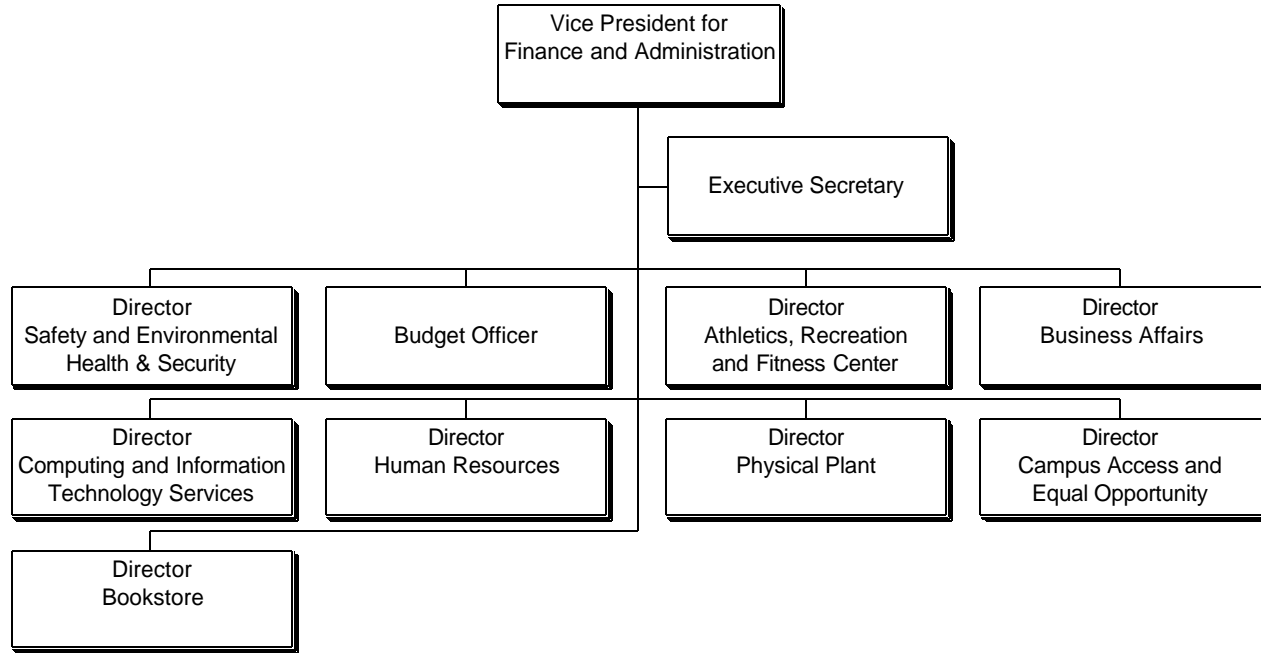 Vice President for
Finance and Administration
Executive Secretary
Director
Safety and Environmental
Health & Security
Budget Officer
Director
Athletics, Recreation
and Fitness Center
Director
Business Affairs
Director
Computing and Information
Technology Services
Director
Human Resources
Director
Physical Plant
Director
Campus Access and
Equal Opportunity
Director
Bookstore